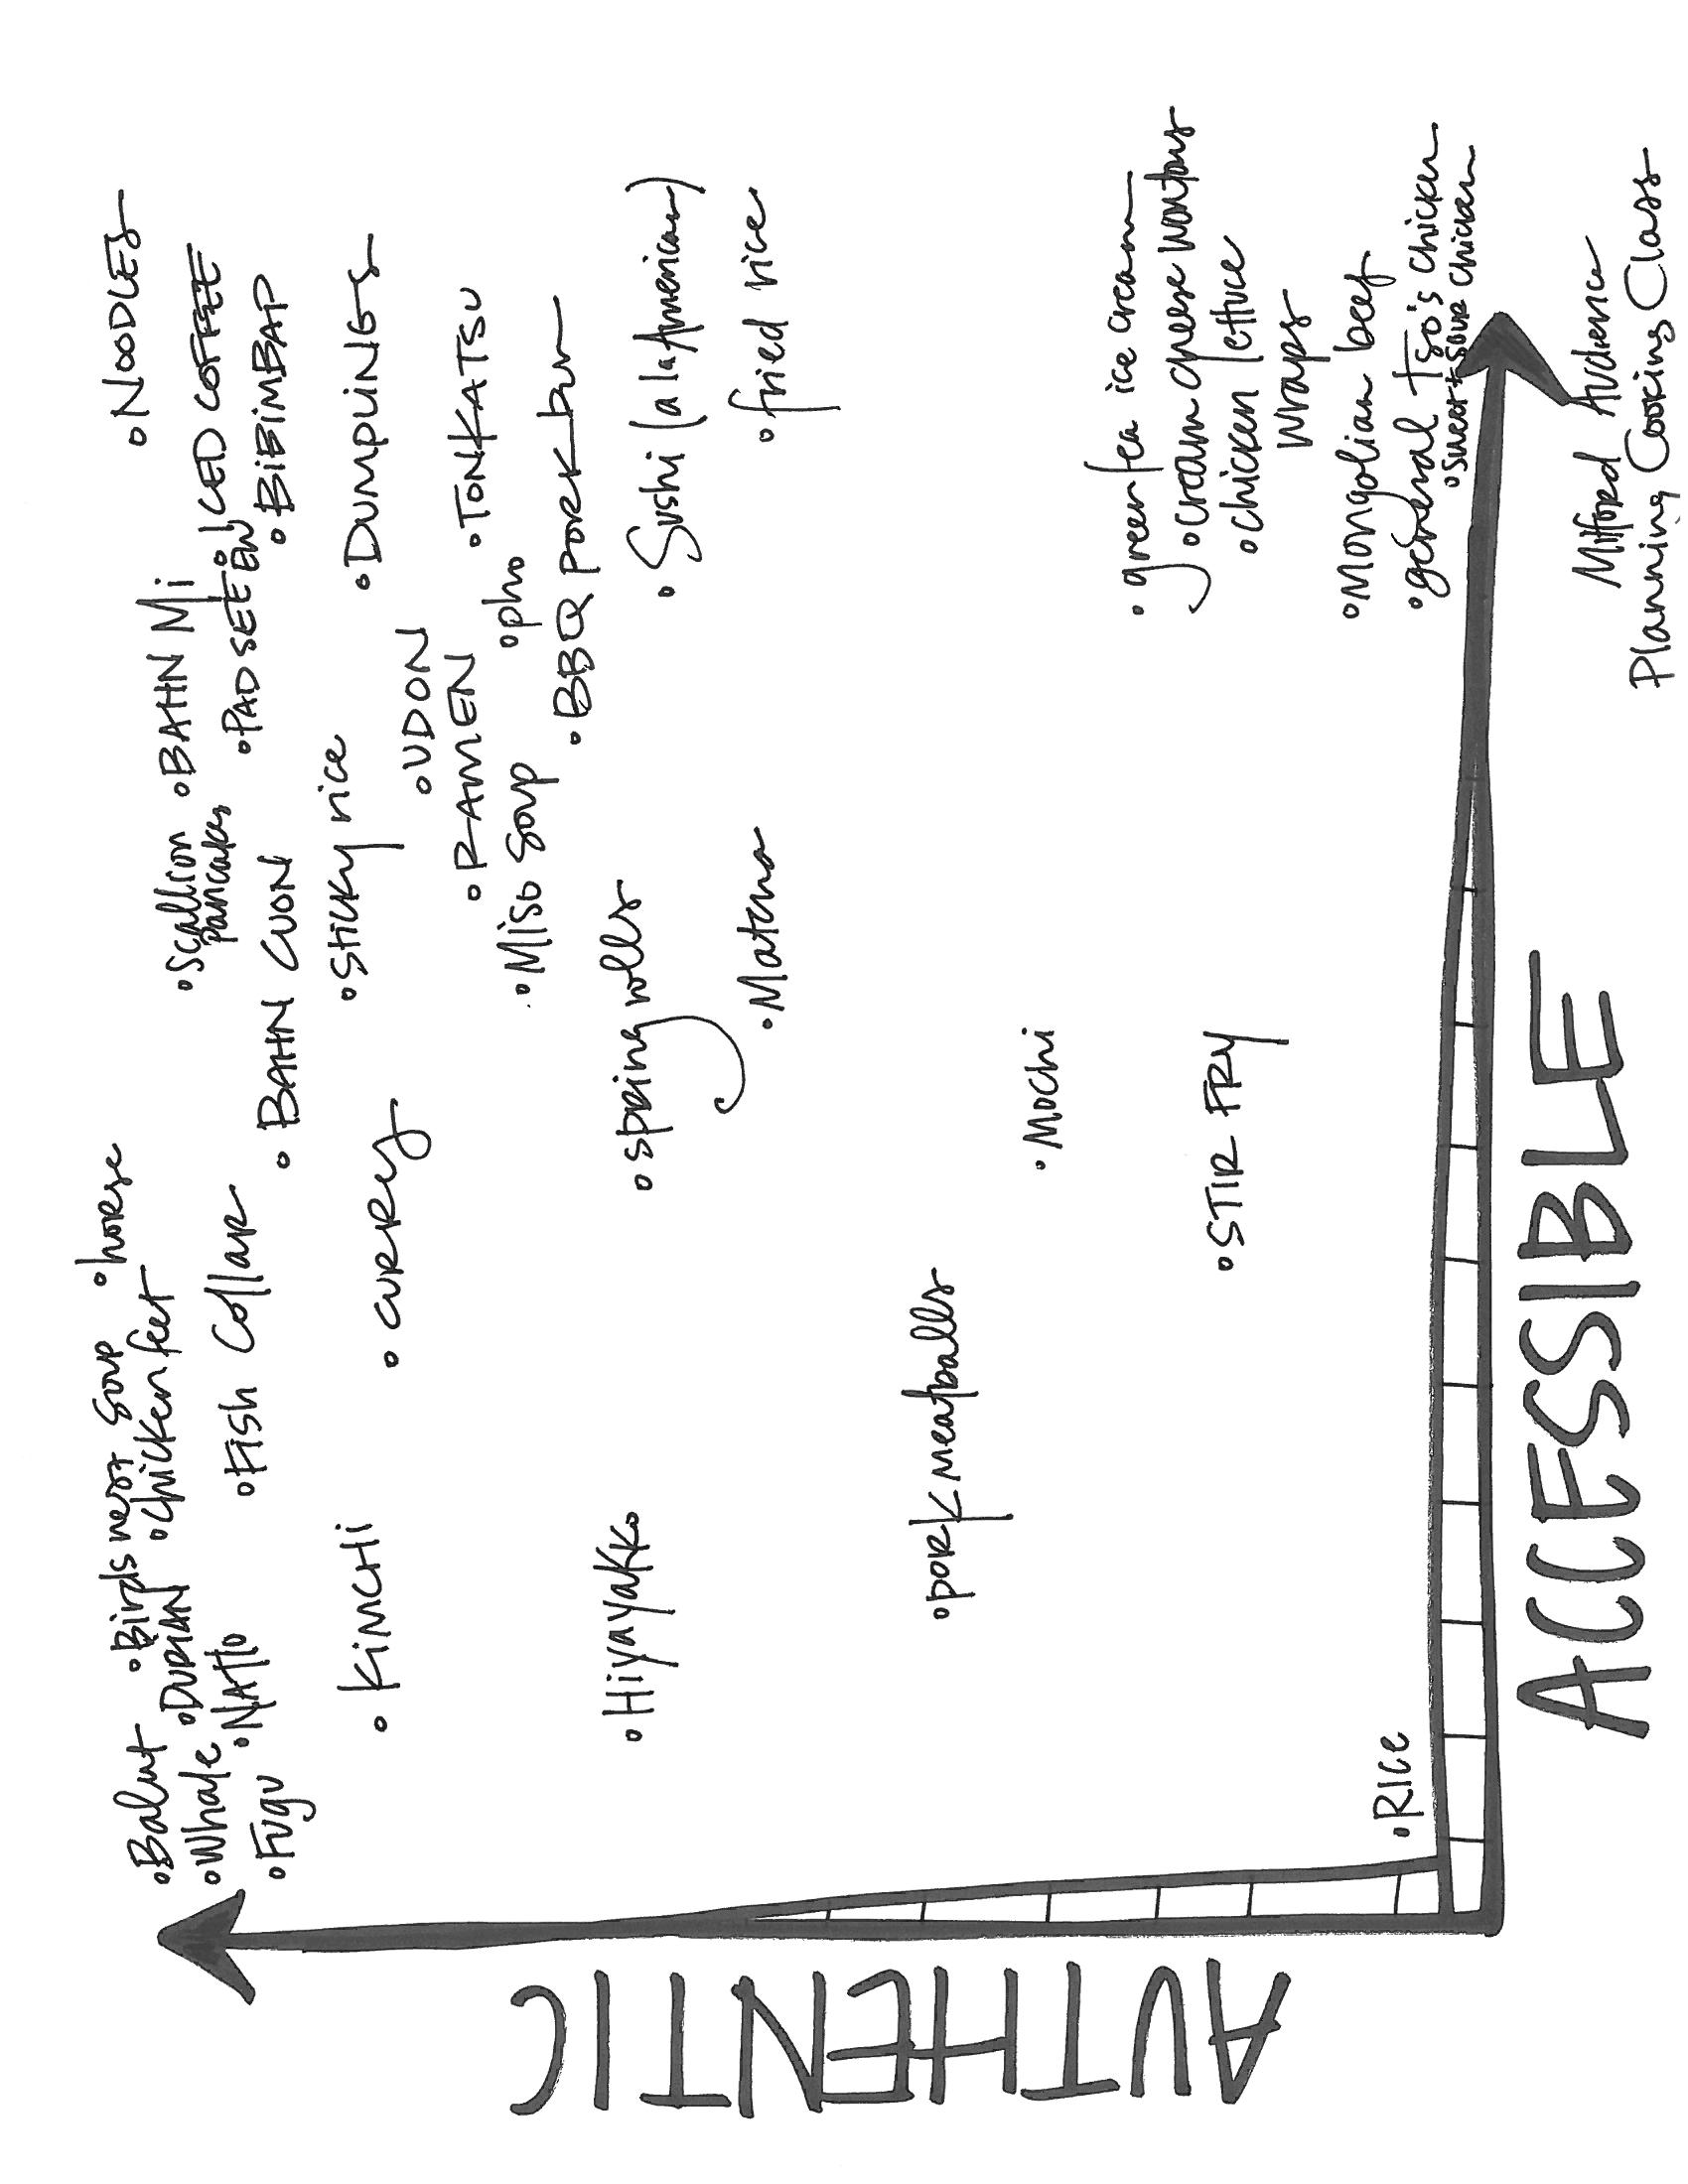 AUTHENTIC
• Balut
• Birds nest Soup
• horse
• NOODLES
• Whale
• DURIAN
• Chicken feet
• Scallion
Pancakes
• BAHN Mi
• ICED COFFEE
• Fugu
• NATTO
• Fish Collar
• BAHN CUON
• PAD SEE EW
• BiBiMBAP
• KiMCHi
• CURRY
• Sticky rice
• DUMPLiNGS
• UDON
• RAMEN
• TONKATSU
• Miso Soup
• pho
• BBQ PORK bun
• Hiyayakko
• spring rolls
• Sushi (a la American)
• Matcha
• fried rice
• pork meatballs
• Mochi
• green tea ice cream
• cream cheese wontons
• STIR FRY
• chicken lettuce
wraps
• Mongolian beef
• RICE
• general Tso's chicken
• sweet + sour chicken
ACCESSIBLE
Milford Audience
Planning Cooking Class